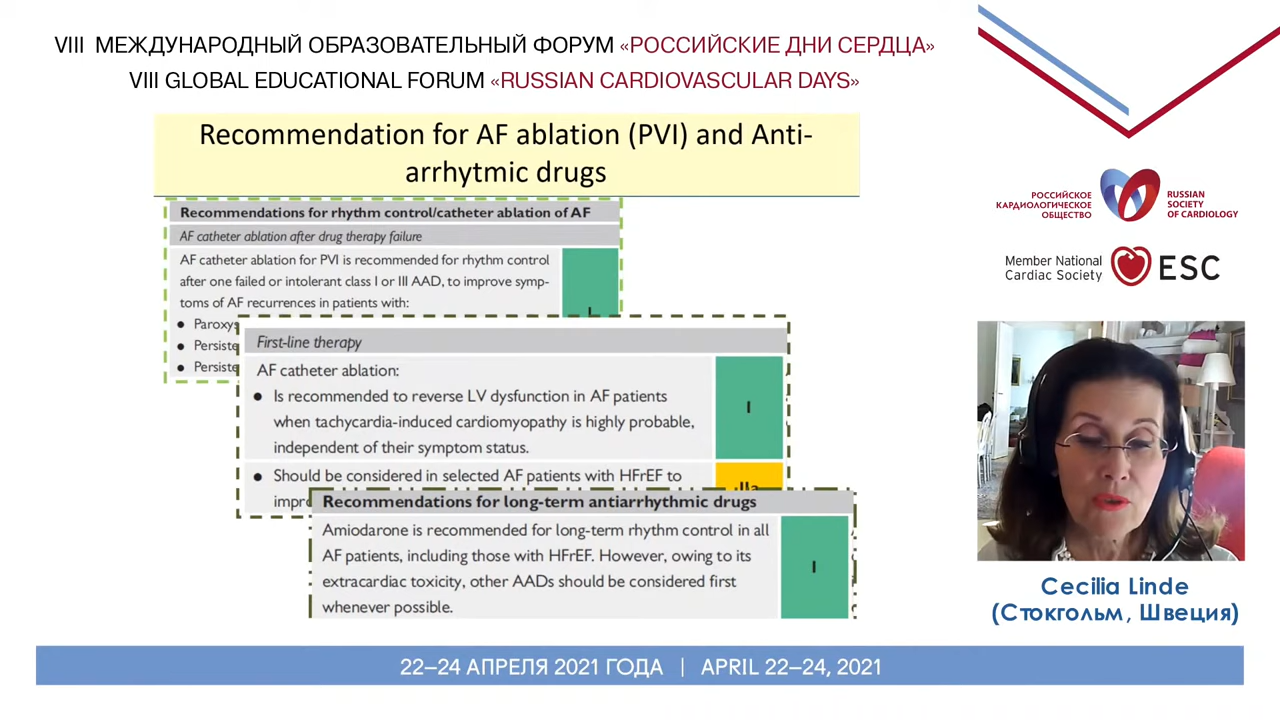 VIII МЕЖДУНАРОДНЫЙ ОБРАЗОВАТЕЛЬНЫЙ ФОРУМ «РОССИЙСКИЕ ДНИ СЕРДЦА»
VIII GLOBAL EDUCATIONAL FORUM «RUSSIAN CARDIOVASCULAR DAYS»
Recommendation for AF ablation (PVI) and Anti-
arrhytmic drugs
Recommendations for rhythm control/catheter ablation of AF
AF catheter ablation after drug therapy failure
AF catheter ablation for PVI is recommended for rhythm control
after one failed or intolerant class I or III AAD, to improve symp-
toms of AF recurrences in patients with:
I
● Paroxys
● Persiste
● Persiste
First-line therapy
AF catheter ablation:
● Is recommended to reverse LV dysfunction in AF patients
when tachycardia-induced cardiomyopathy is highly probable,
independent of their symptom status.
I
● Should be considered in selected AF patients with HFrEF to
impro
IIa
Recommendations for long-term antiarrhythmic drugs
Amiodarone is recommended for long-term rhythm control in all
AF patients, including those with HFrEF. However, owing to its
extracardiac toxicity, other AADs should be considered first
whenever possible.
I
РОССИЙСКОЕ
КАРДИОЛОГИЧЕСКОЕ
ОБЩЕСТВО
RUSSIAN
SOCIETY
OF CARDIOLOGY
Member National
Cardiac Society
ESC
Cecilia Linde
(Стокгольм, Швеция)
22–24 АПРЕЛЯ 2021 ГОДА | APRIL 22–24, 2021